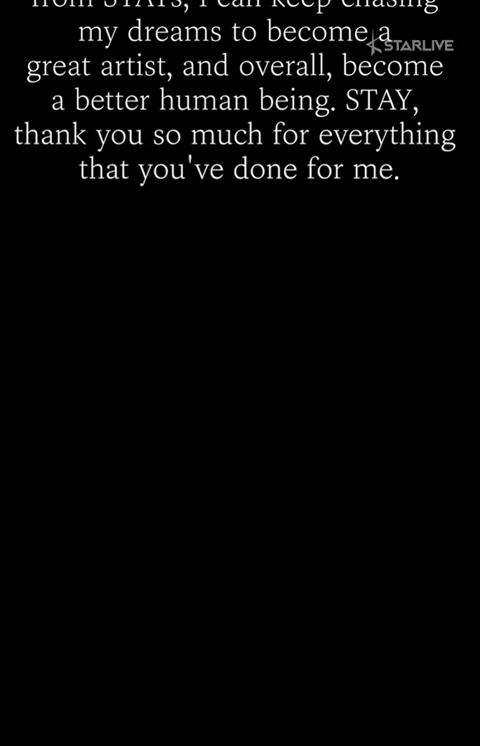 from STAYs, I can keep chasing
my dreams to become a
great artist, and overall, become
a better human being. STAY,
thank you so much for everything
that you've done for me.
STARLIVE